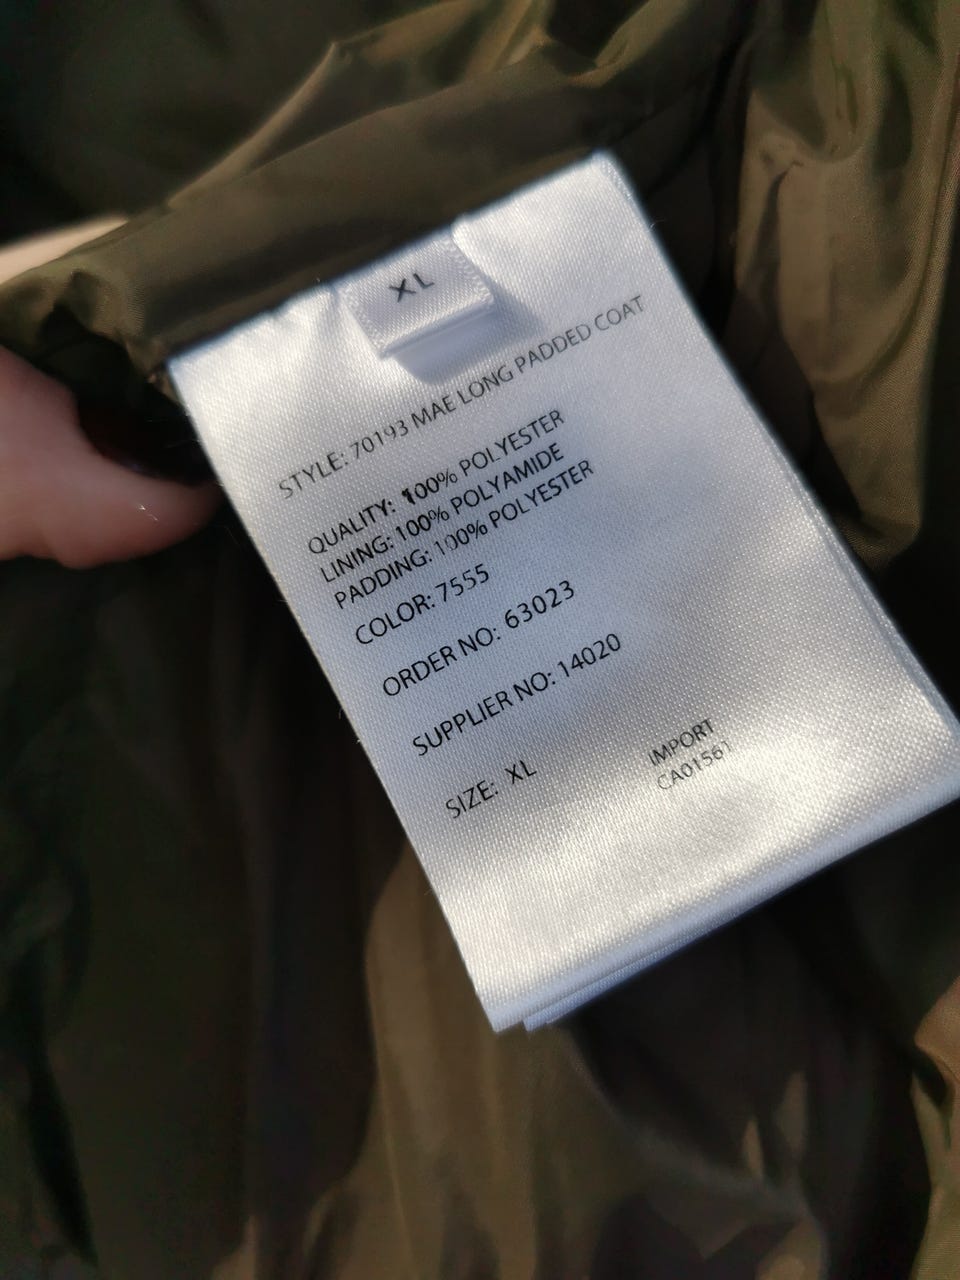 XL
STYLE: 70193 MAE LONG PADDED COAT
QUALITY: 100% POLYESTER
LINING: 100% POLYAMIDE
PADDING: 100% POLYESTER
COLOR: 7555
ORDER NO: 63023
SUPPLIER NO: 14020
SIZE: XL
IMPORT
CA01561